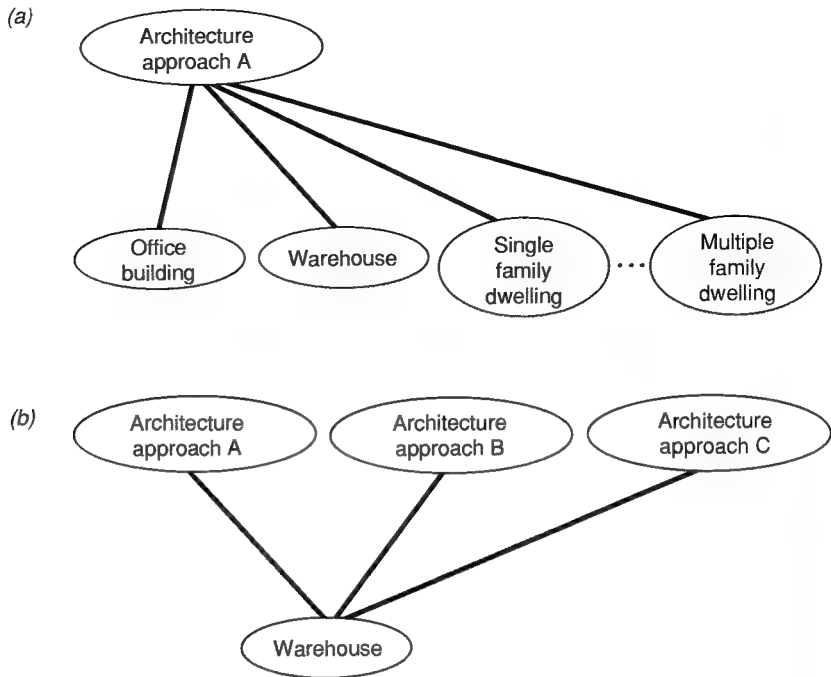 (a)
Architecture
approach A
Office
building
Warehouse
Single
family
dwelling
...
Multiple
family
dwelling
(b)
Architecture
approach A
Architecture
approach B
Architecture
approach C
Warehouse